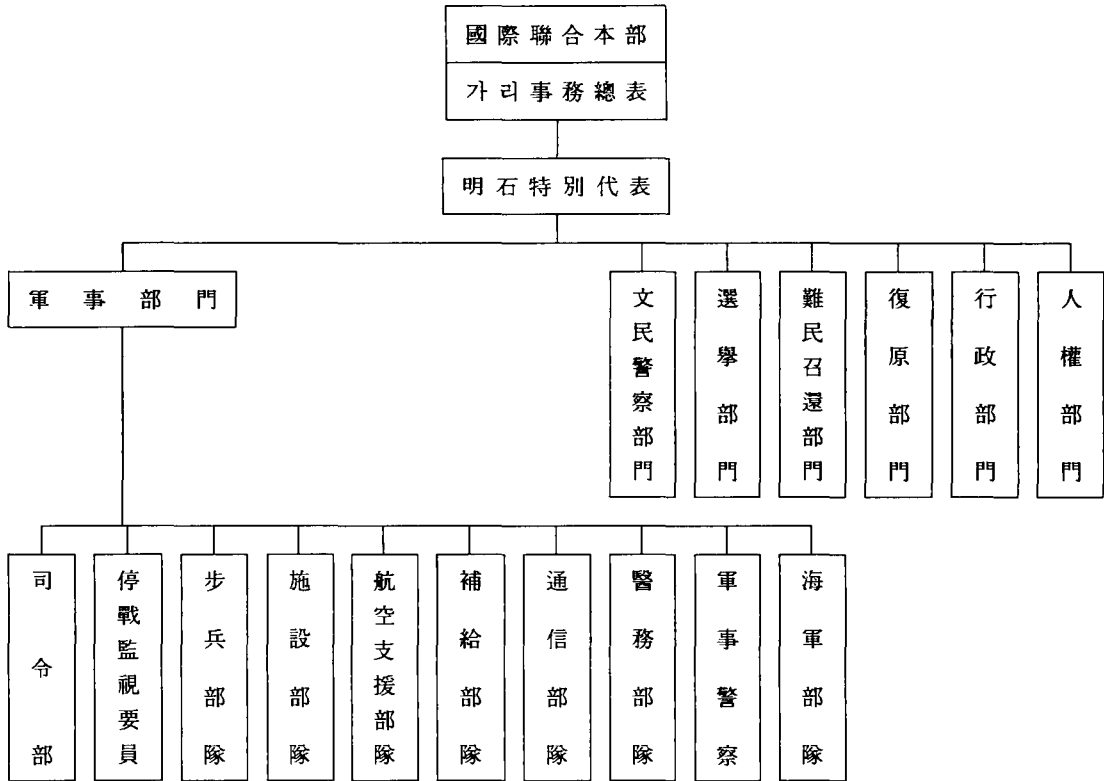 國際聯合本部
가리事務總表
明石特別代表
軍事部門
文民警察部門
選擧部門
難民召還部門
復原部門
行政部門
人權部門
司令部
停戰監視要員
步兵部隊
施設部隊
航空支援部隊
補給部隊
通信部隊
醫務部隊
軍事警察
海軍部隊